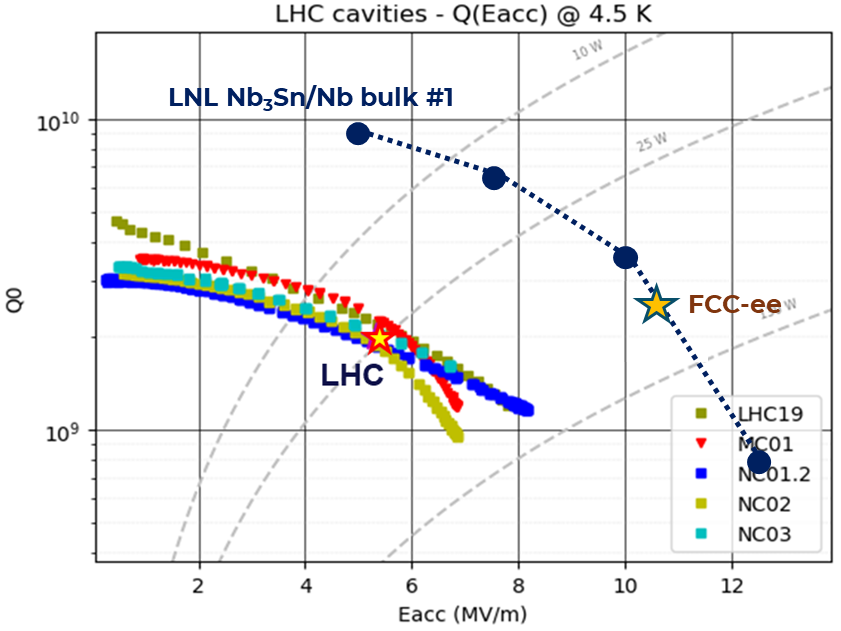 LHC cavities - Q(Eacc) @ 4.5 K
10 W
LNL Nb₃Sn/Nb bulk #1
10¹⁰
25 W
Q0
FCC-ee
W
LHC
LHC19
10⁹
MC01
NC01.2
NC02
NC03
2 4 6 8 10 12
Eacc (MV/m)